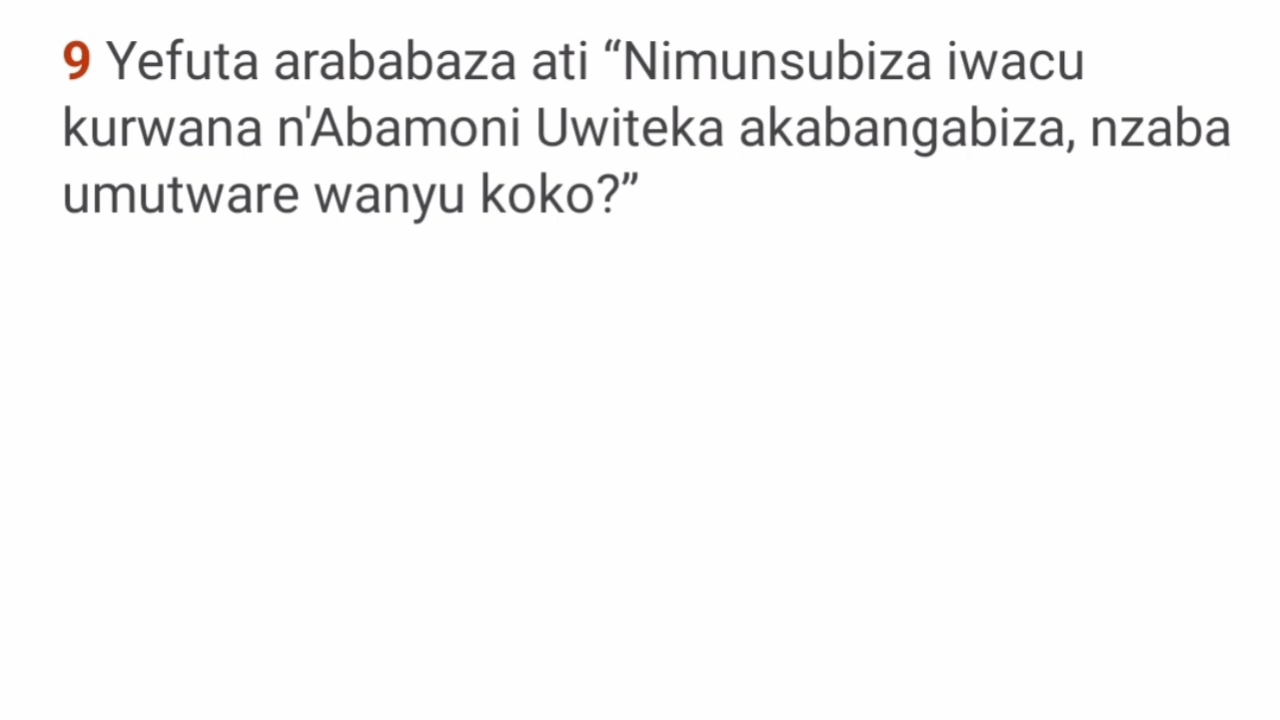 9 Yefuta arababaza ati “Nimunsubiza iwacu
kurwana n'Abamoni Uwiteka akabangabiza, nzaba
umutware wanyu koko?”